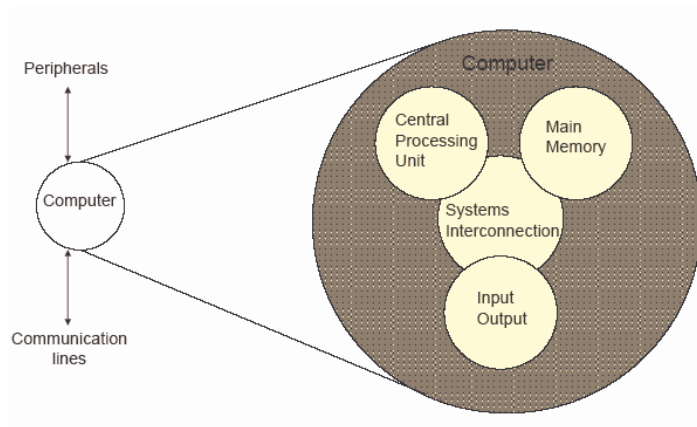 Peripherals
Computer
Communication
lines
Computer
Central
Processing
Unit
Main
Memory
Systems
Interconnection
Input
Output